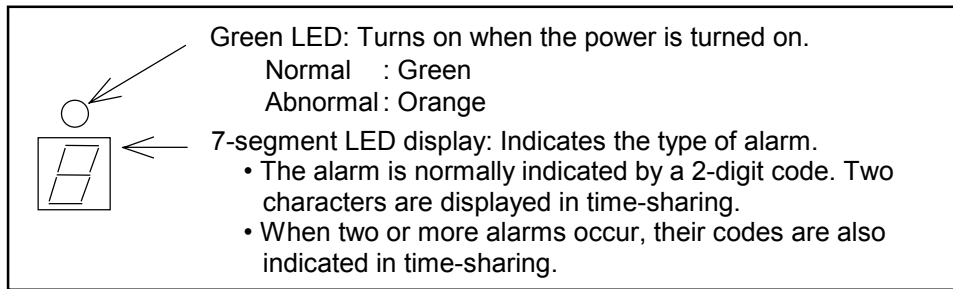 Green LED: Turns on when the power is turned on.
Normal : Green
Abnormal : Orange
7-segment LED display: Indicates the type of alarm.
• The alarm is normally indicated by a 2-digit code. Two
characters are displayed in time-sharing.
• When two or more alarms occur, their codes are also
indicated in time-sharing.